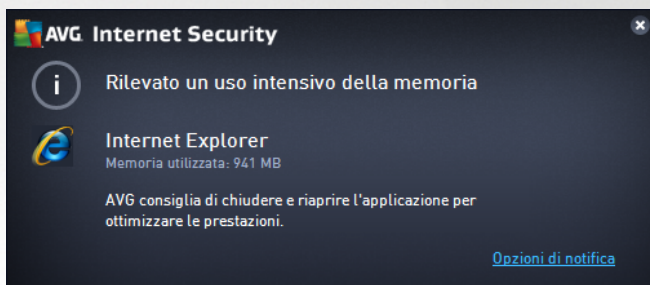 AVG. Internet Security
Rilevato un uso intensivo della memoria
Internet Explorer
Memoria utilizzata: 941 MB
AVG consiglia di chiudere e riaprire l'applicazione per
ottimizzare le prestazioni.
Opzioni di notifica